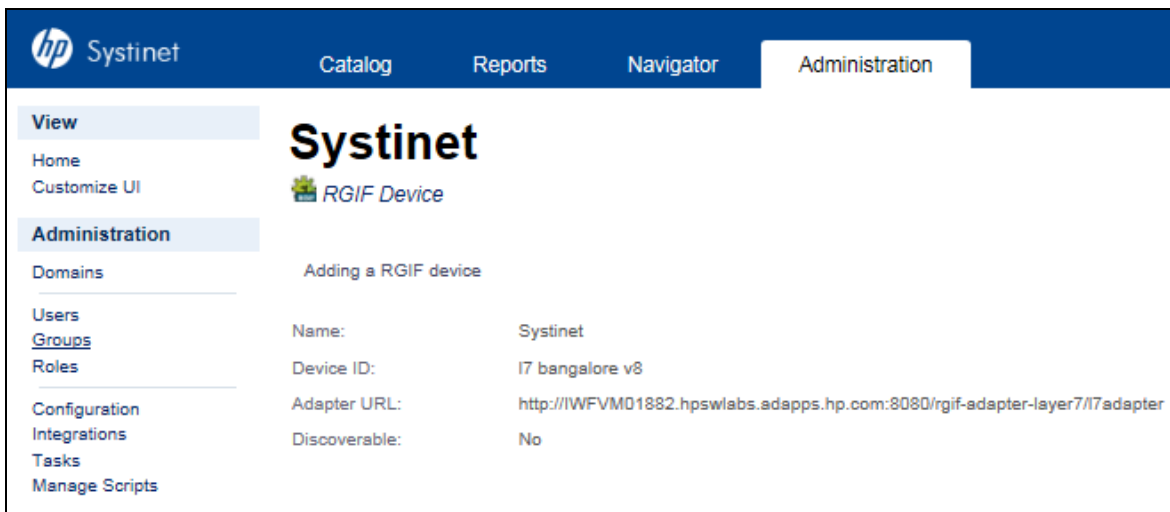 hp Systinet
Catalog Reports Navigator Administration
View
Home
Customize UI
Administration
Domains
Users
Groups
Roles
Configuration
Integrations
Tasks
Manage Scripts
Systinet
RGIF Device
Adding a RGIF device
Name: Systinet
Device ID: l7 bangalore v8
Adapter URL: http://IWFVM01882.hpswlabs.adapps.hp.com:8080/rgif-adapter-layer7/l7adapter
Discoverable: No